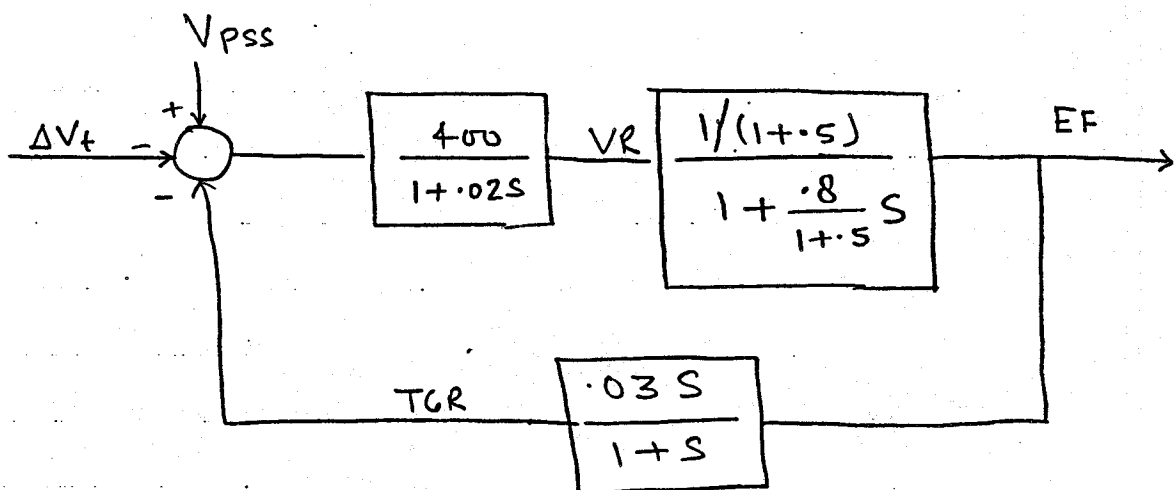 VPSS
+
ΔVt
-
-
400
1+.02S
VR
1/(1+.5)
1 + .8/1+.5 S
EF
TGR
.03 S
1+S